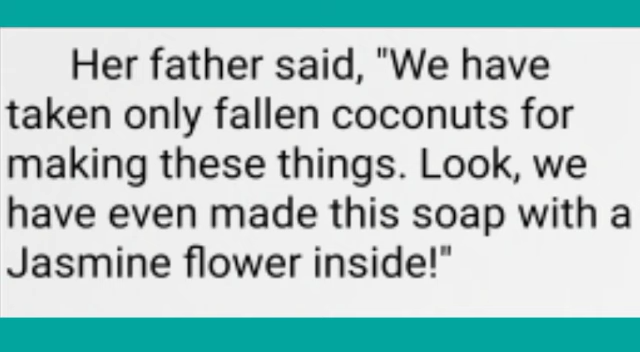 Her father said, "We have
taken only fallen coconuts for
making these things. Look, we
have even made this soap with a
Jasmine flower inside!"